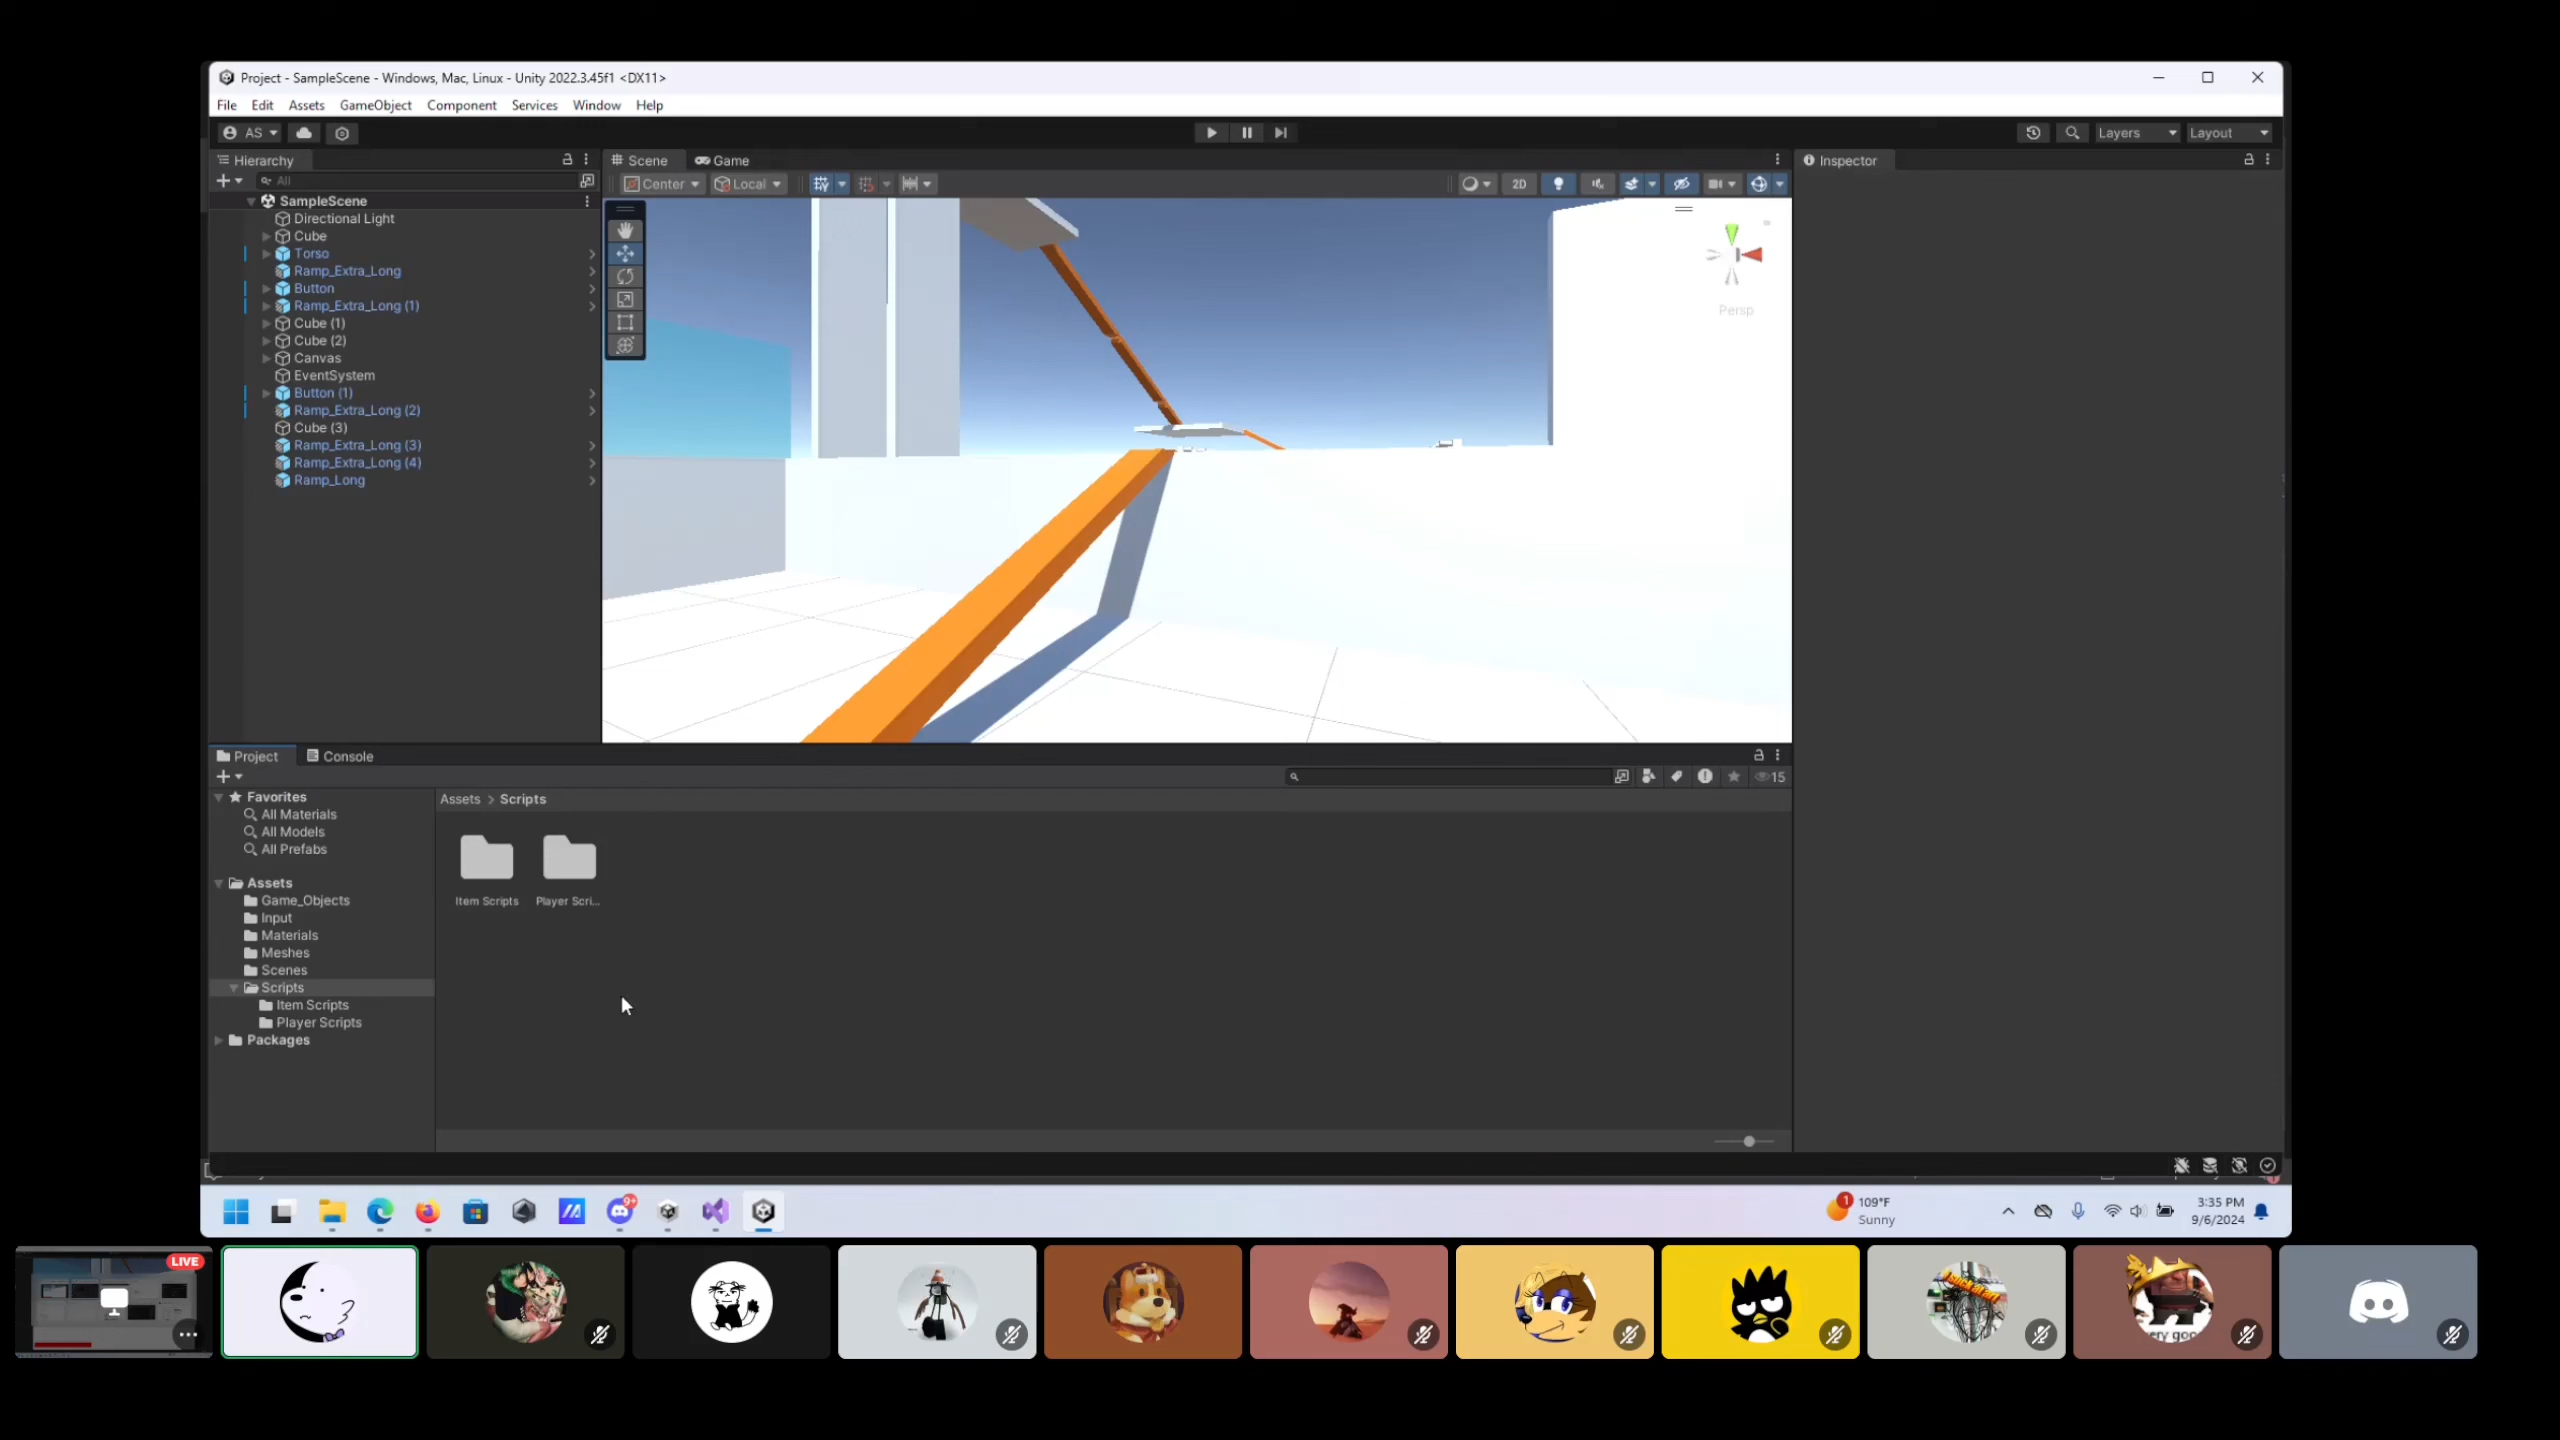 Project - SampleScene - Windows, Mac, Linux - Unity 2022.3.45f1 <DX11>
File Edit Assets GameObject Component Services Window Help
AS
Layers Layout
Hierarchy
All
SampleScene
Directional Light
Cube
Torso
Ramp_Extra_Long
Button
Ramp_Extra_Long (1)
Cube (1)
Cube (2)
Canvas
EventSystem
Button (1)
Ramp_Extra_Long (2)
Cube (3)
Ramp_Extra_Long (3)
Ramp_Extra_Long (4)
Ramp_Long
Scene Game
Center Local
2D
Persp
Inspector
Project Console
15
Favorites
All Materials
All Models
All Prefabs
Assets
Game_Objects
Input
Materials
Meshes
Scenes
Scripts
Item Scripts
Player Scripts
Packages
Assets > Scripts
Item Scripts Player Scri...
9+
1
109°F
Sunny
3:35 PM
9/6/2024
LIVE
ery goo